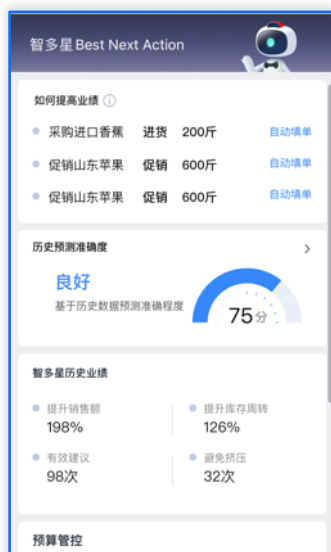 智多星Best Next Action
如何提高业绩
采购进口香蕉 进货 200斤 自动填单
促销山东苹果 促销 600斤 自动填单
促销山东苹果 促销 600斤 自动填单
历史预测准确度
良好
基于历史数据预测准确程度
75分
智多星历史业绩
提升销售额 提升库存周转
198% 126%
有效建议 避免挤压
98次 32次
预算管控